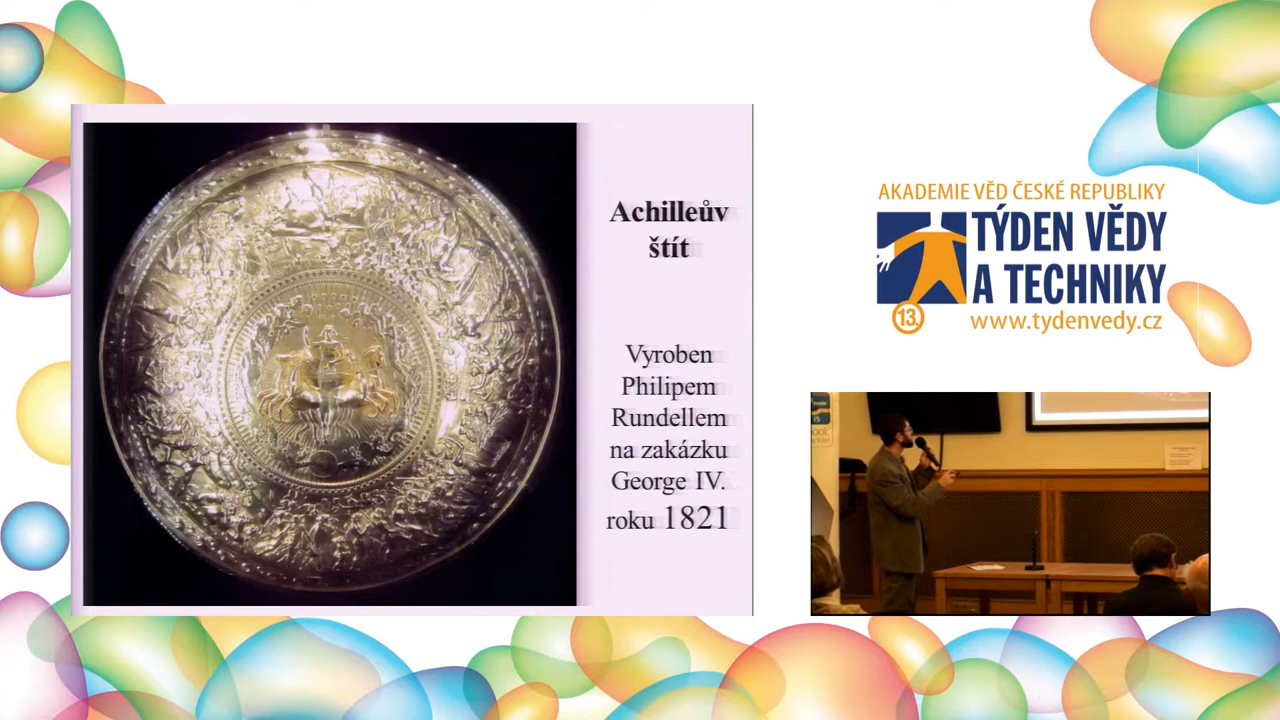 Achilleův
štít
Vyroben
Philipem
Rundellem
na zakázku
George IV.
roku 1821
AKADEMIE VĚD ČESKÉ REPUBLIKY
TÝDEN VĚDY
A TECHNIKY
13.
www.tydenvedy.cz